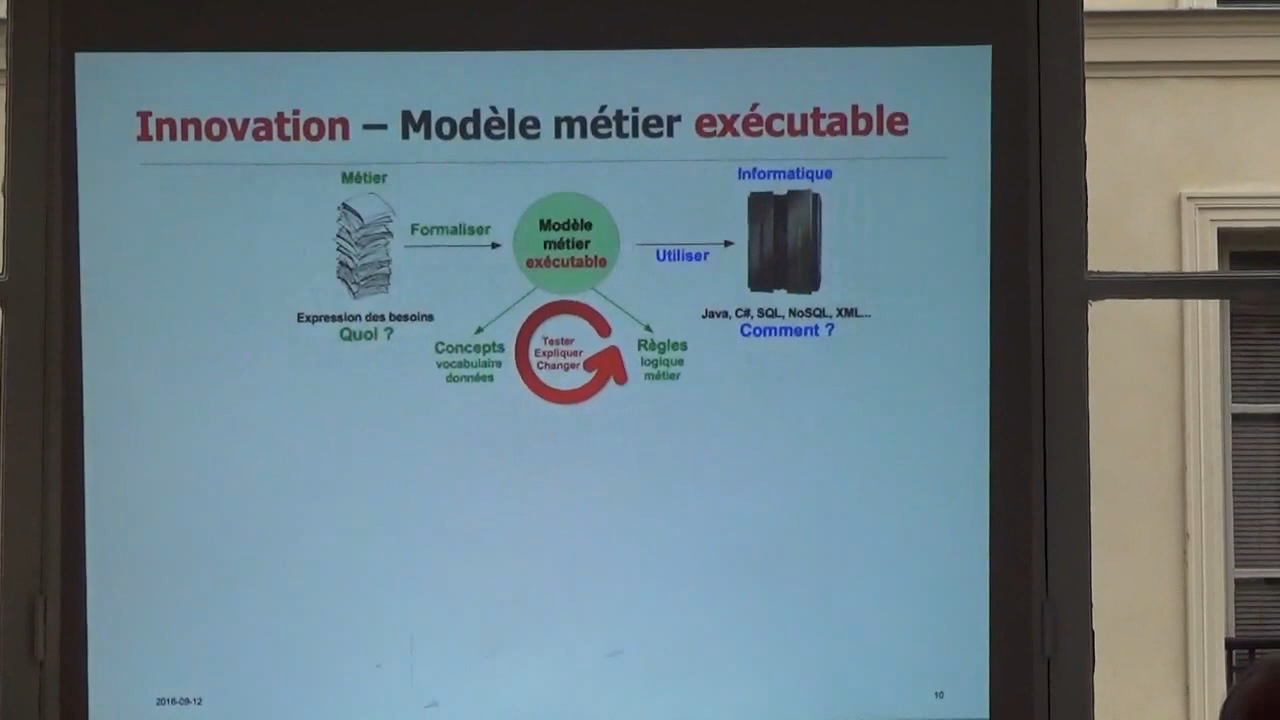 Innovation – Modèle métier exécutable
Métier
Informatique
Formaliser
Modèle
métier
exécutable
Utiliser
Expression des besoins
Quoi ?
Java, C#, SQL, NoSQL, XML...
Comment ?
Concepts
vocabulaire
données
Tester
Expliquer
Changer
Règles
logique
métier
2016-09-12
10